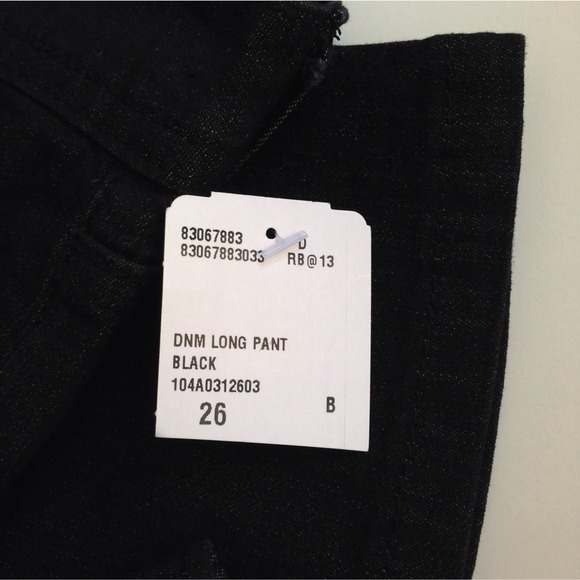 83067883 D
83067883033 RB@13
DNM LONG PANT
BLACK
104A0312603
26 B